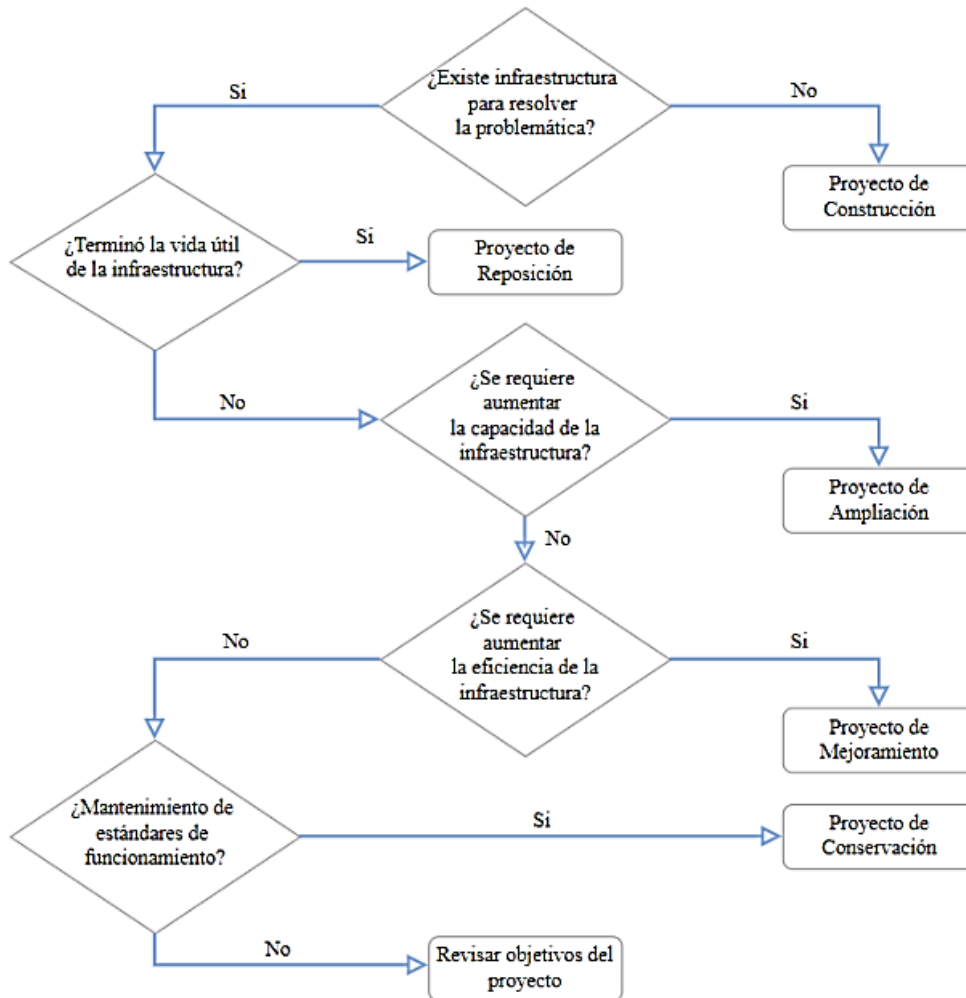 ¿Existe infraestructura
para resolver
la problemática?
Si
No
Proyecto de
Construcción
¿Terminó la vida útil
de la infraestructura?
Si
Proyecto de
Reposición
No
¿Se requiere
aumentar
la capacidad de la
infraestructura?
Si
Proyecto de
Ampliación
No
¿Se requiere
aumentar
la eficiencia de la
infraestructura?
No
Si
Proyecto de
Mejoramiento
¿Mantenimiento de
estándares de
funcionamiento?
Si
Proyecto de
Conservación
No
Revisar objetivos del
proyecto